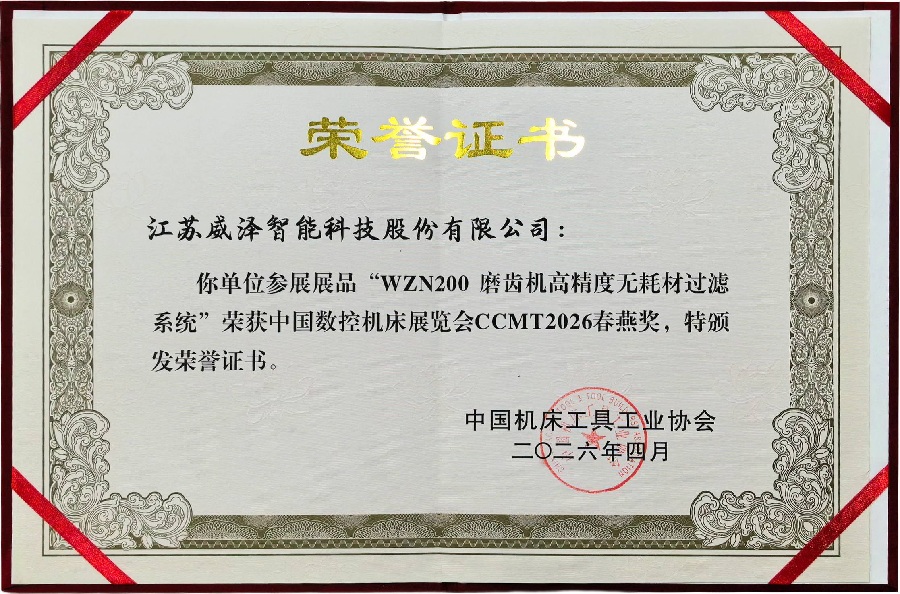 荣誉证书
江苏威泽智能科技股份有限公司：
你单位参展展品“WZN200 磨齿机高精度无耗材过滤
系统”荣获中国数控机床展览会CCMT2026春燕奖，特颁
发荣誉证书。
中国机床工具工业协会
二〇二六年四月